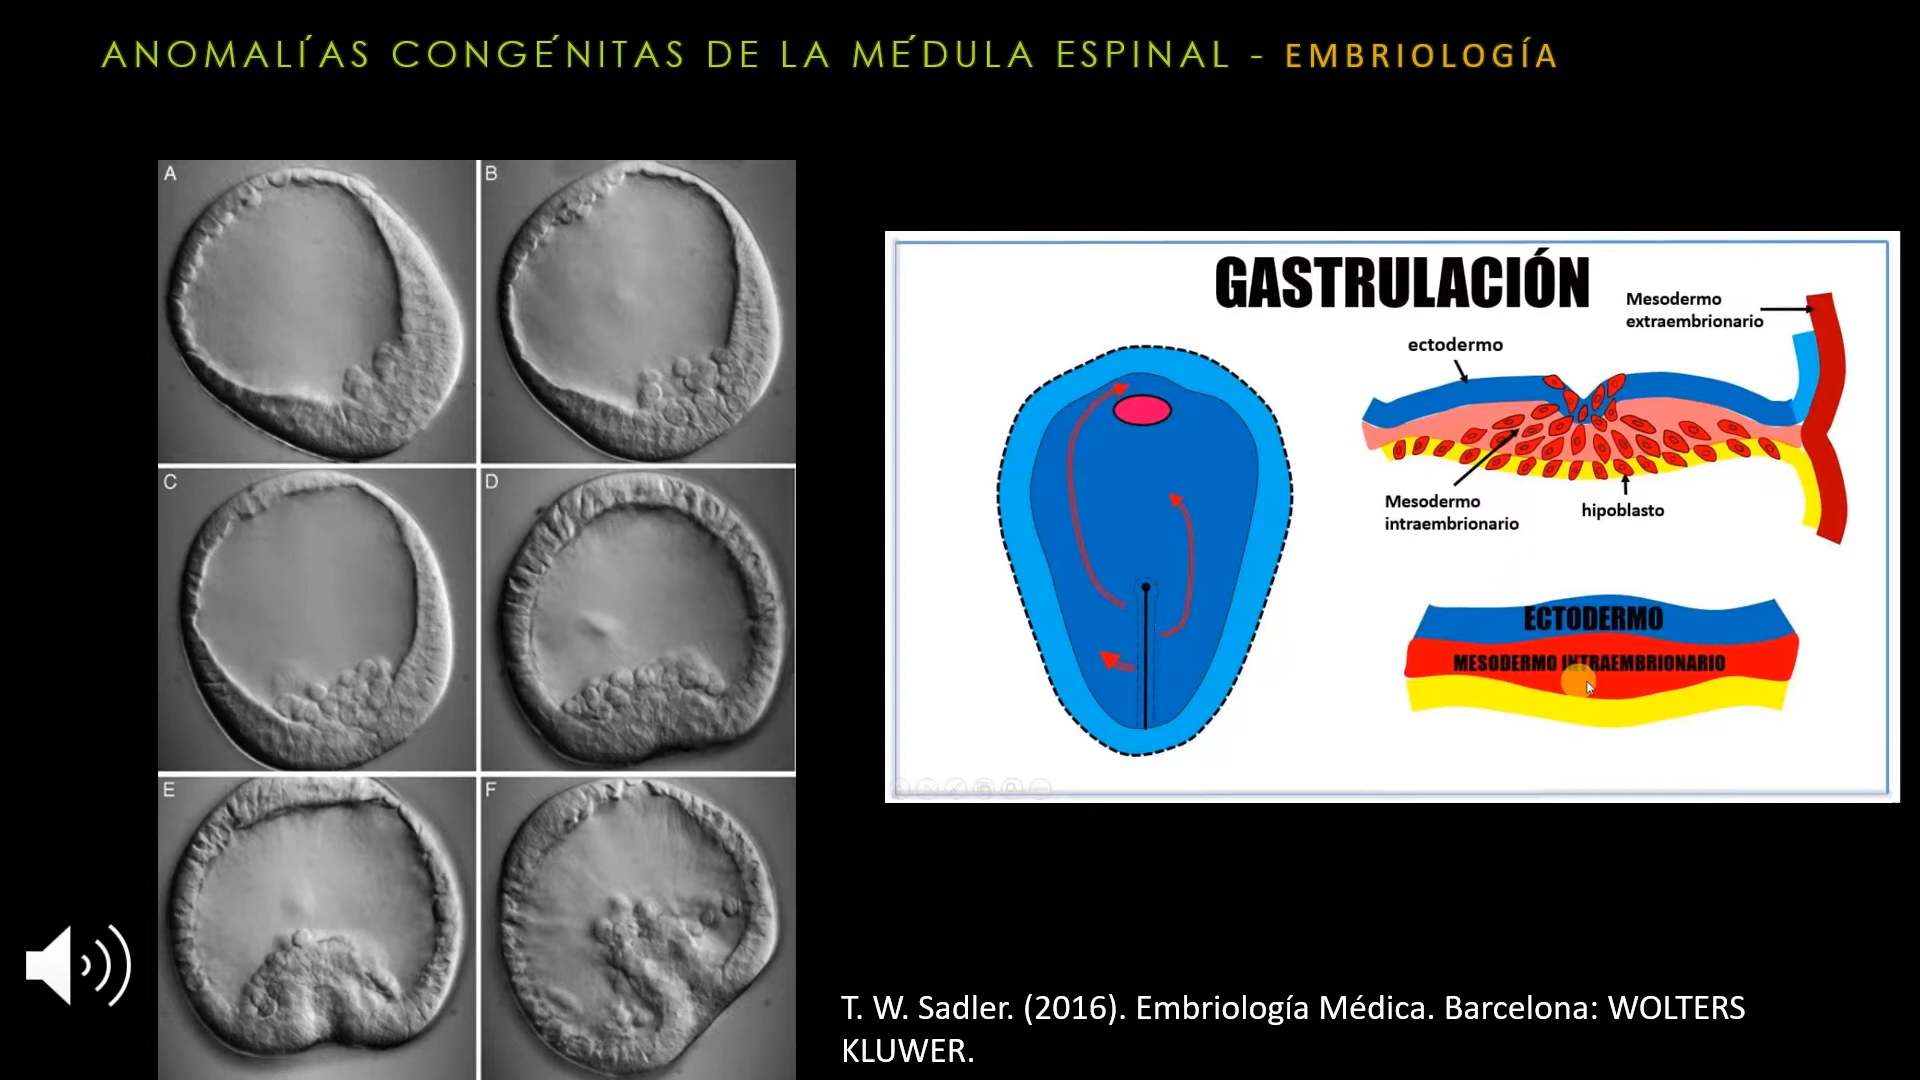 ANOMALÍAS CONGÉNITAS DE LA MÉDULA ESPINAL - EMBRIOLOGÍA
A
B
C
D
E
F
GASTRULACIÓN
Mesodermo
extraembrionario
ectodermo
Mesodermo
intraembrionario
hipoblasto
ECTODERMO
MESODERMO INTRAEMBRIONARIO
T. W. Sadler. (2016). Embriología Médica. Barcelona: WOLTERS
KLUWER.